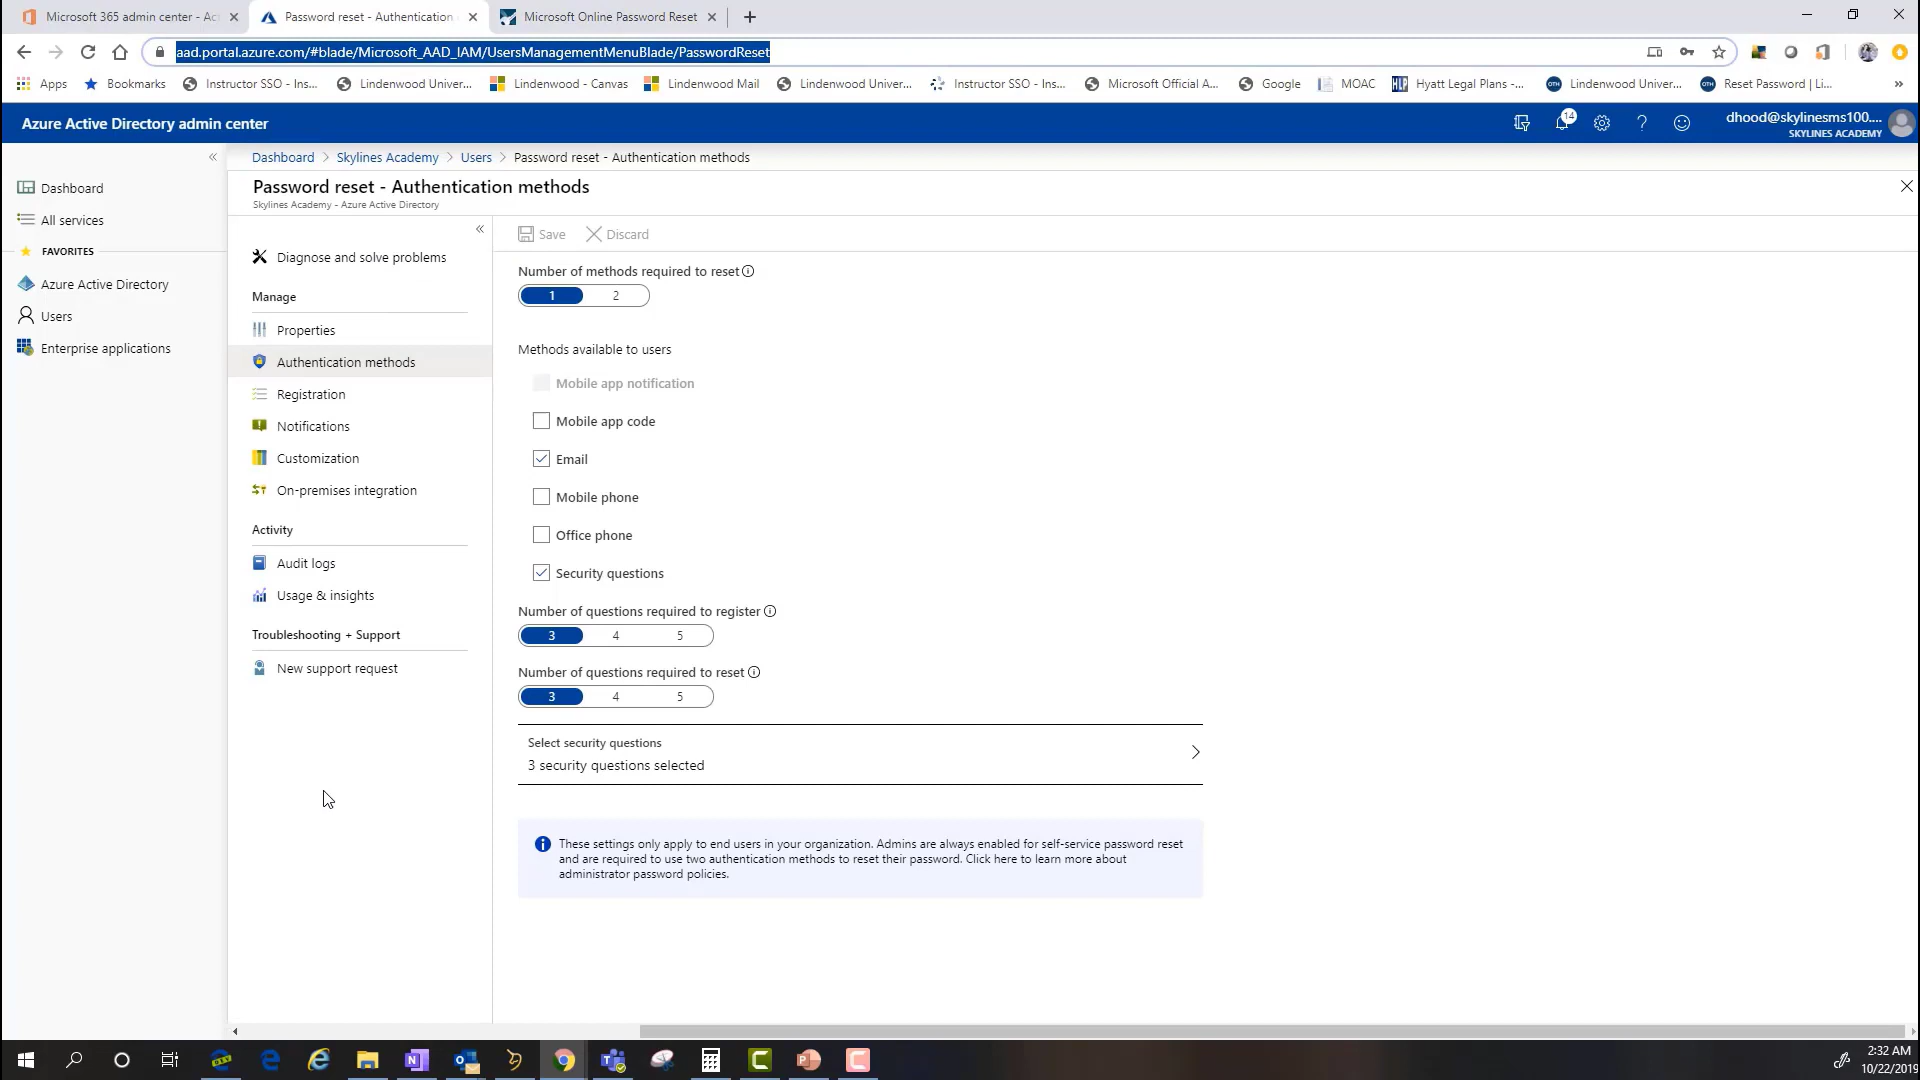 Microsoft 365 admin center - Ac
Password reset - Authentication
Microsoft Online Password Reset
aad.portal.azure.com/#blade/Microsoft_AAD_IAM/UsersManagementMenuBlade/PasswordReset
Apps
Bookmarks
Instructor SSO - Ins...
Lindenwood Univer...
Lindenwood - Canvas
Lindenwood Mail
Lindenwood Univer...
Instructor SSO - Ins...
Microsoft Official A...
Google
MOAC
HLP
Hyatt Legal Plans -...
OTH
Lindenwood Univer...
OTH
Reset Password | Li...
»
Azure Active Directory admin center
14
?
dhood@skylinesms100....
SKYLINES ACADEMY
«
Dashboard > Skylines Academy > Users > Password reset - Authentication methods
Password reset - Authentication methods
Skylines Academy - Azure Active Directory
Dashboard
All services
FAVORITES
Azure Active Directory
Users
Enterprise applications
«
Diagnose and solve problems
Manage
Properties
Authentication methods
Registration
Notifications
Customization
On-premises integration
Activity
Audit logs
Usage & insights
Troubleshooting + Support
New support request
Save
Discard
Number of methods required to reset
1 2
Methods available to users
Mobile app notification
Mobile app code
Email
Mobile phone
Office phone
Security questions
Number of questions required to register
3 4 5
Number of questions required to reset
3 4 5
Select security questions
3 security questions selected
These settings only apply to end users in your organization. Admins are always enabled for self-service password reset
and are required to use two authentication methods to reset their password. Click here to learn more about
administrator password policies.
2:32 AM
10/22/2019